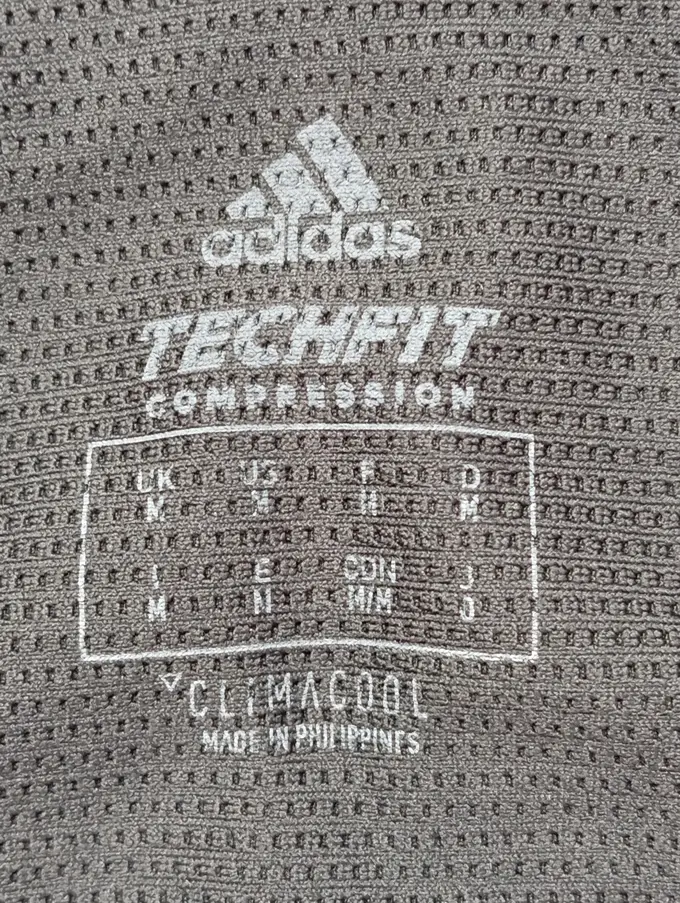 adidas
TECHFIT
COMPRESSION
UK US F D
M M M M
I E CDN J
M M M/M O
CLIMACOOL
MADE IN PHILIPPINES